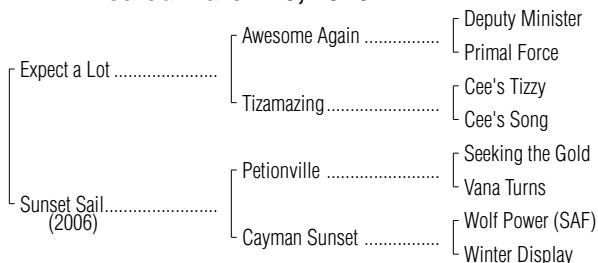 Deputy Minister
Awesome Again ................
Primal Force
Expect a Lot ......................
Cee's Tizzy
Tizamazing........................
Cee's Song
Seeking the Gold
Petionville ........................
Vana Turns
Sunset Sail........................
(2006)
Wolf Power (SAF)
Cayman Sunset ................
Winter Display